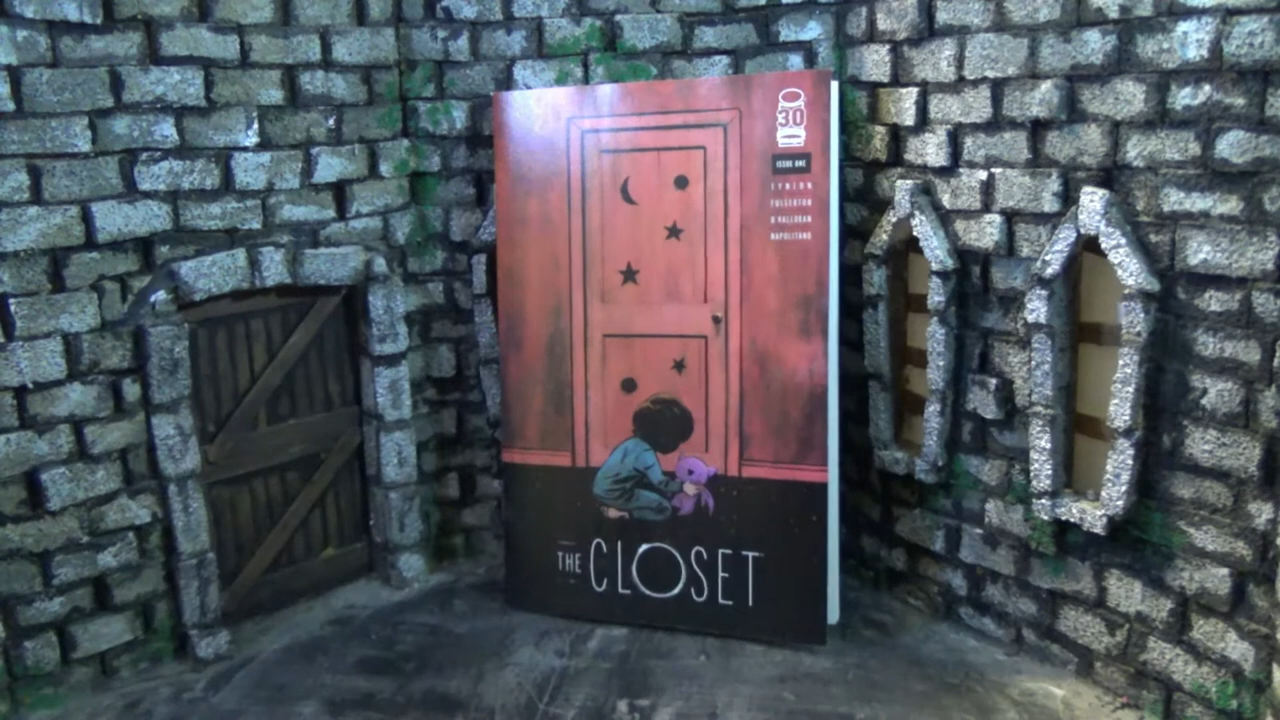 30
ISSUE ONE
TYNION
FULLERTON
O'HALLORAN
NAPOLITANO
THE CLOSET